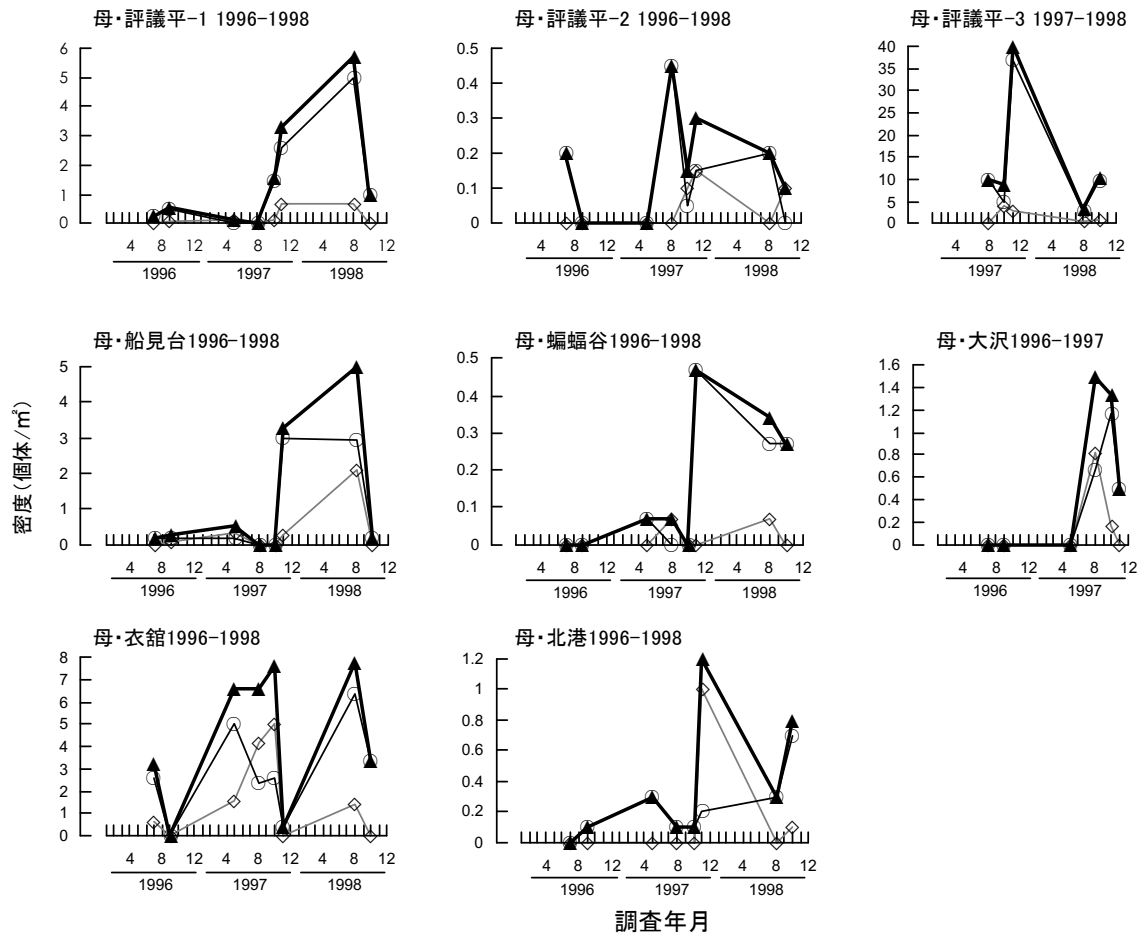 母・評議平-1 1996-1998
6
5
4
3
2
1
0
4 8 12 4 8 12 4 8 12
1996 1997 1998
母・評議平-2 1996-1998
0.5
0.4
0.3
0.2
0.1
0
4 8 12 4 8 12 4 8 12
1996 1997 1998
母・評議平-3 1997-1998
40
35
30
25
20
15
10
5
0
4 8 12 4 8 12
1997 1998
密度(個体/㎡)
母・船見台1996-1998
5
4
3
2
1
0
4 8 12 4 8 12 4 8 12
1996 1997 1998
母・蝙蝠谷1996-1998
0.5
0.4
0.3
0.2
0.1
0
4 8 12 4 8 12 4 8 12
1996 1997 1998
母・大沢1996-1997
1.6
1.4
1.2
1
0.8
0.6
0.4
0.2
0
4 8 12 4 8 12
1996 1997
母・衣舘1996-1998
8
7
6
5
4
3
2
1
0
4 8 12 4 8 12 4 8 12
1996 1997 1998
母・北港1996-1998
1.2
1
0.8
0.6
0.4
0.2
0
4 8 12 4 8 12 4 8 12
1996 1997 1998
調査年月